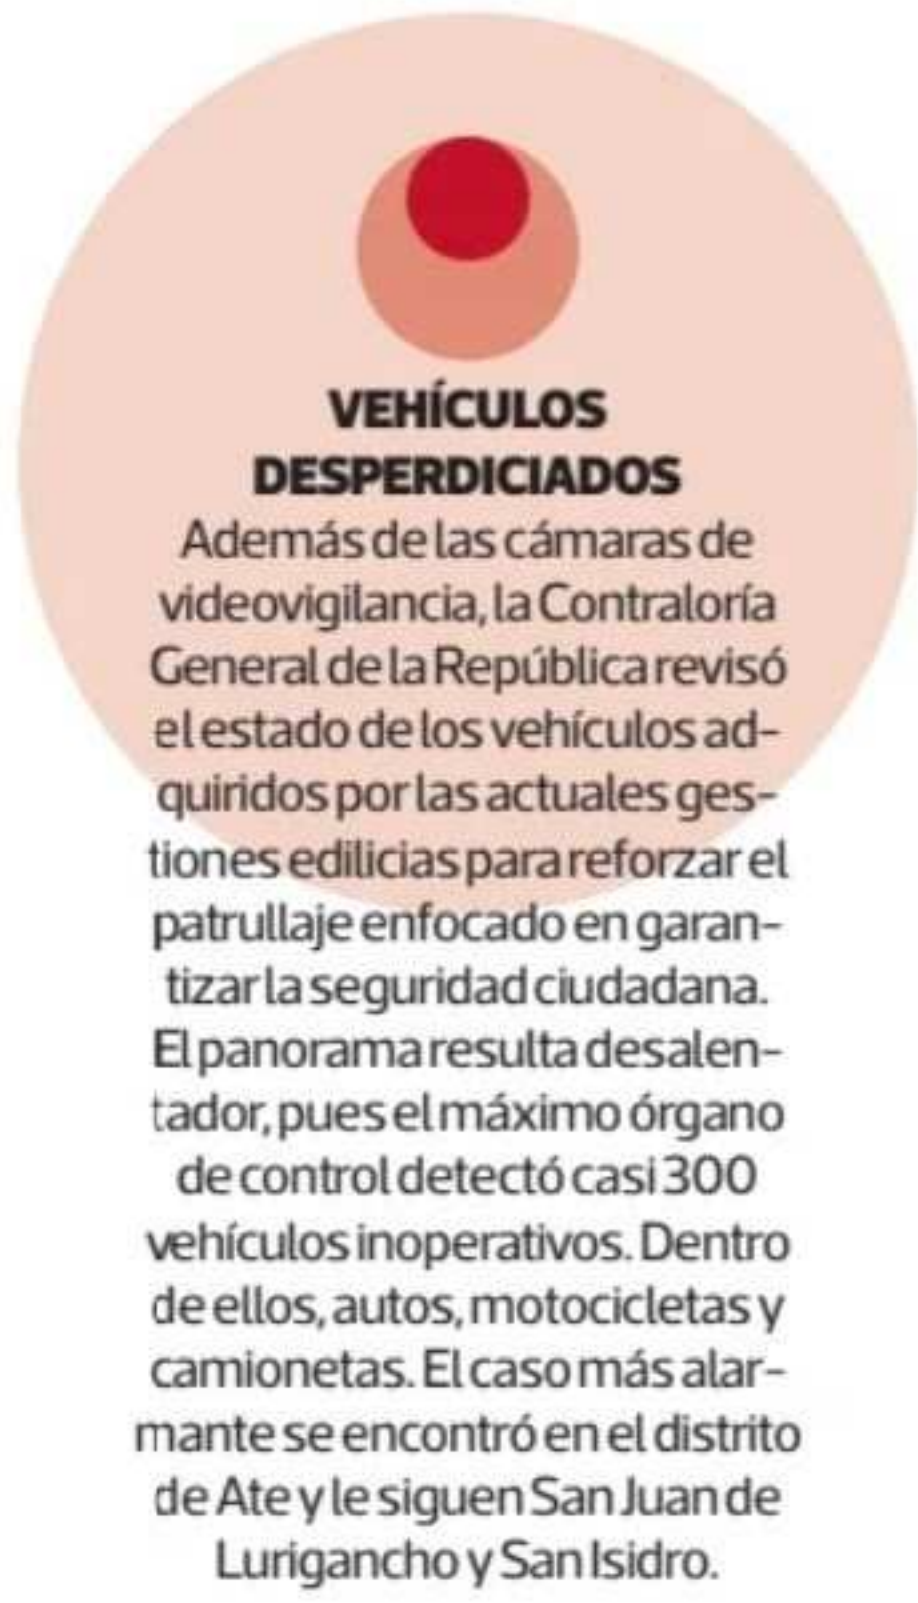 VEHÍCULOS
DESPERDICIADOS
Además de las cámaras de
videovigilancia, la Contraloría
General de la República revisó
el estado de los vehículos ad-
quiridos por las actuales ges-
tiones edilicias para reforzar el
patrullaje enfocado en garan-
tizar la seguridad ciudadana.
El panorama resulta desalen-
tador, pues el máximo órgano
de control detectó casi 300
vehículos inoperativos. Dentro
de ellos, autos, motocicletas y
camionetas. El caso más alar-
mante se encontró en el distrito
de Ate y le siguen San Juan de
Lurigancho y San Isidro.